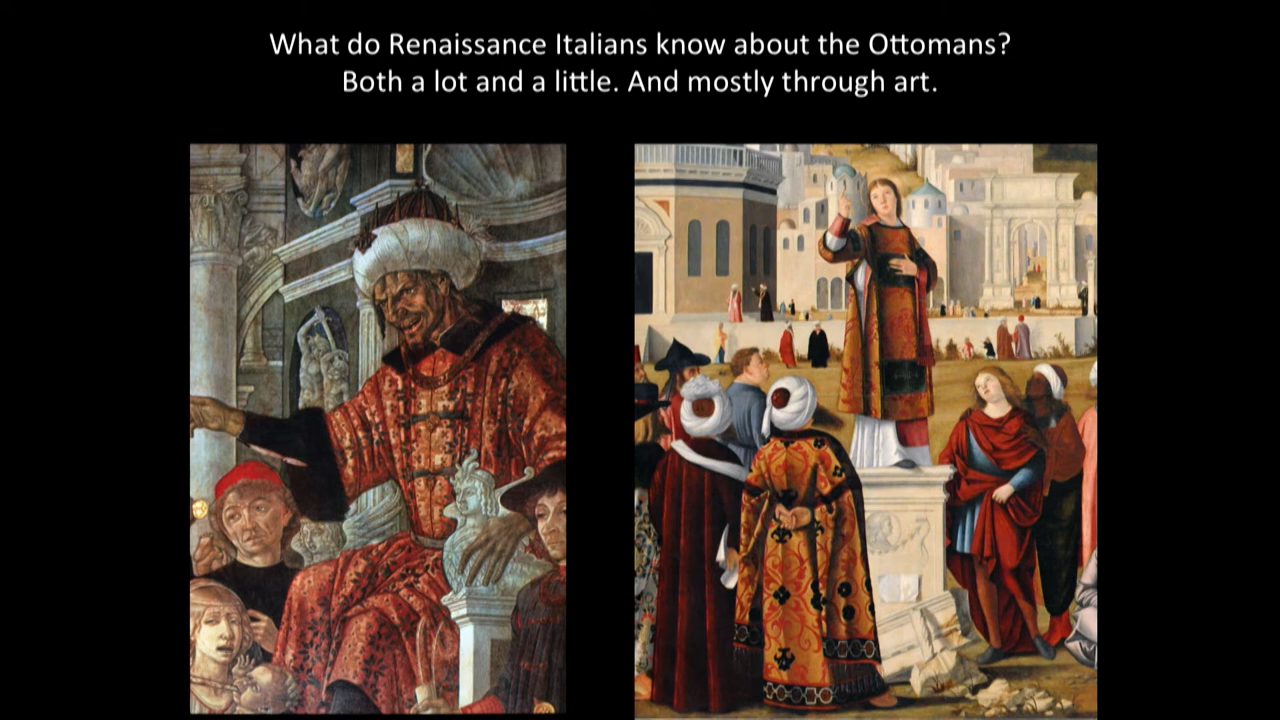 What do Renaissance Italians know about the Ottomans?
Both a lot and a little. And mostly through art.